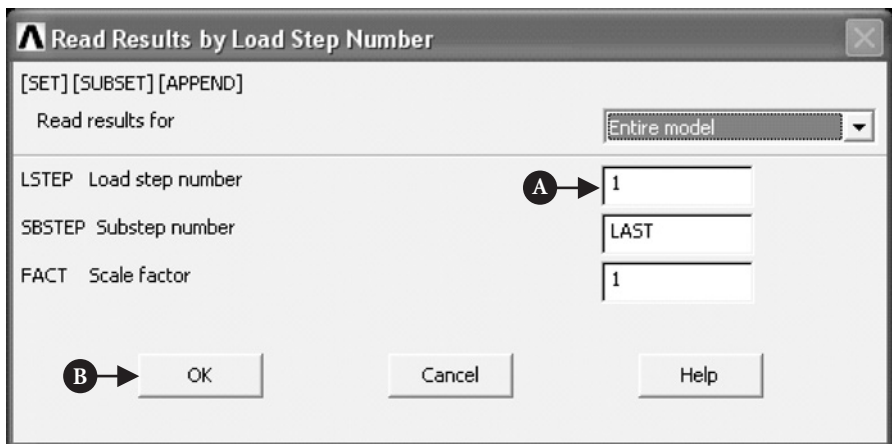 Read Results by Load Step Number
[SET] [SUBSET] [APPEND]
Read results for Entire model
LSTEP Load step number A 1
SBSTEP Substep number LAST
FACT Scale factor 1
B OK Cancel Help